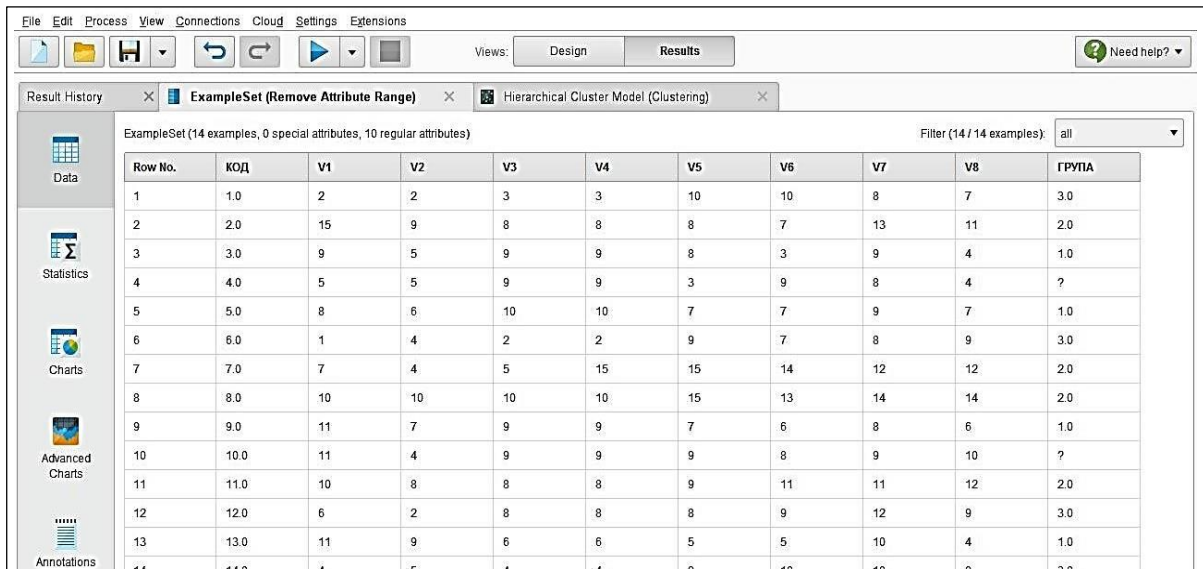 File Edit Process View Connections Cloud Settings Extensions
Views: Design Results Need help?
Result History ExampleSet (Remove Attribute Range) Hierarchical Cluster Model (Clustering)
ExampleSet (14 examples, 0 special attributes, 10 regular attributes) Filter (14 / 14 examples): all
Data
Statistics
Charts
Advanced
Charts
Annotations
Row No. КОД V1 V2 V3 V4 V5 V6 V7 V8 ГРУПА
1 1.0 2 2 3 3 10 10 8 7 3.0
2 2.0 15 9 8 8 8 7 13 11 2.0
3 3.0 9 5 9 9 8 3 9 4 1.0
4 4.0 5 5 9 9 3 9 8 4 ?
5 5.0 8 6 10 10 7 7 9 7 1.0
6 6.0 1 4 2 2 9 7 8 9 3.0
7 7.0 7 4 5 15 15 14 12 12 2.0
8 8.0 10 10 10 10 15 13 14 14 2.0
9 9.0 11 7 9 9 7 6 8 6 1.0
10 10.0 11 4 9 9 9 8 9 10 ?
11 11.0 10 8 8 8 9 11 11 12 2.0
12 12.0 6 2 8 8 8 9 12 9 3.0
13 13.0 11 9 6 6 5 5 10 4 1.0